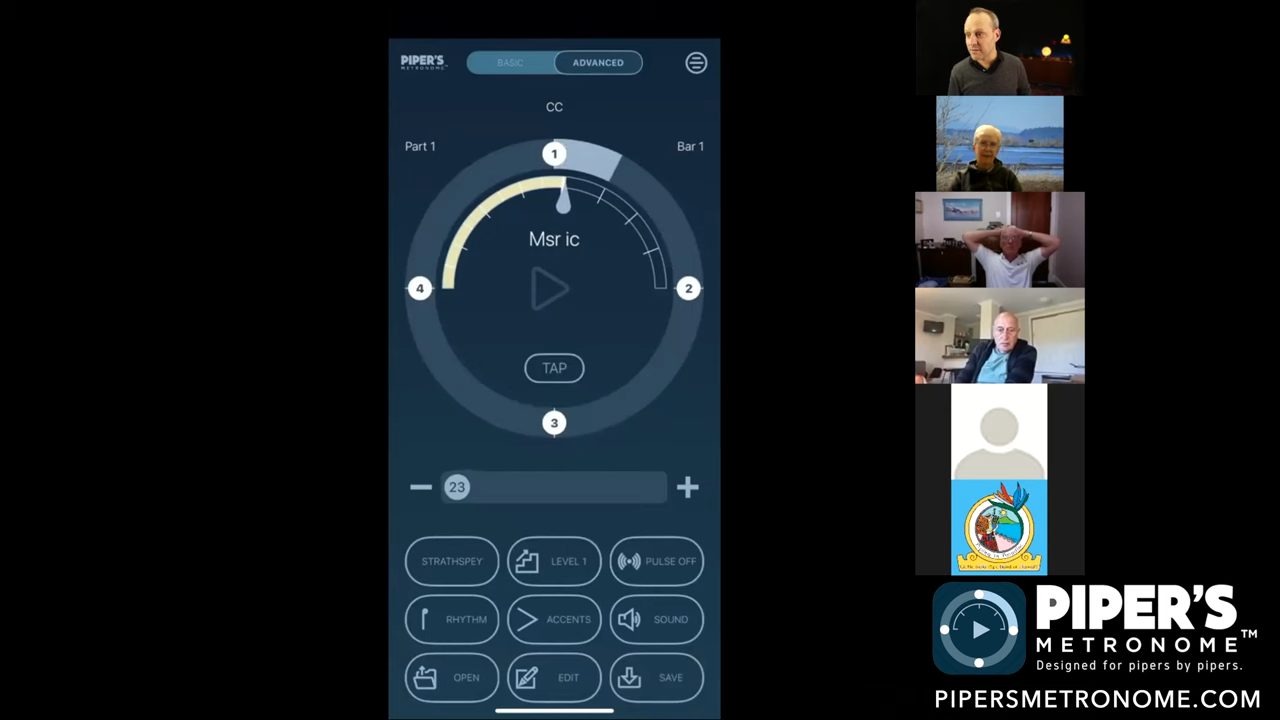 PIPER'S
METRONOME™
BASIC
ADVANCED
CC
Part 1
Bar 1
1
Msr ic
4
2
TAP
3
23
STRATHSPEY
LEVEL 1
PULSE OFF
RHYTHM
ACCENTS
SOUND
OPEN
EDIT
SAVE
PIPER'S
METRONOME™
Designed for pipers by pipers.
PIPERSMETRONOME.COM